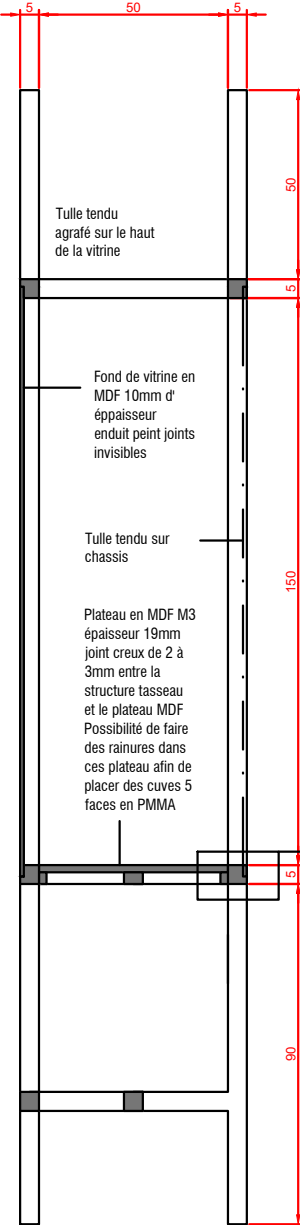 5
50
5
50
Tulle tendu
agrafé sur le haut
de la vitrine
5
Fond de vitrine en
MDF 10mm d'
éppaisseur
enduit peint joints
invisibles
Tulle tendu sur
chassis
150
Plateau en MDF M3
épaisseur 19mm
joint creux de 2 à
3mm entre la
structure tasseau
et le plateau MDF
Possibilité de faire
des rainures dans
ces plateau afin de
placer des cuves 5
faces en PMMA
5
90